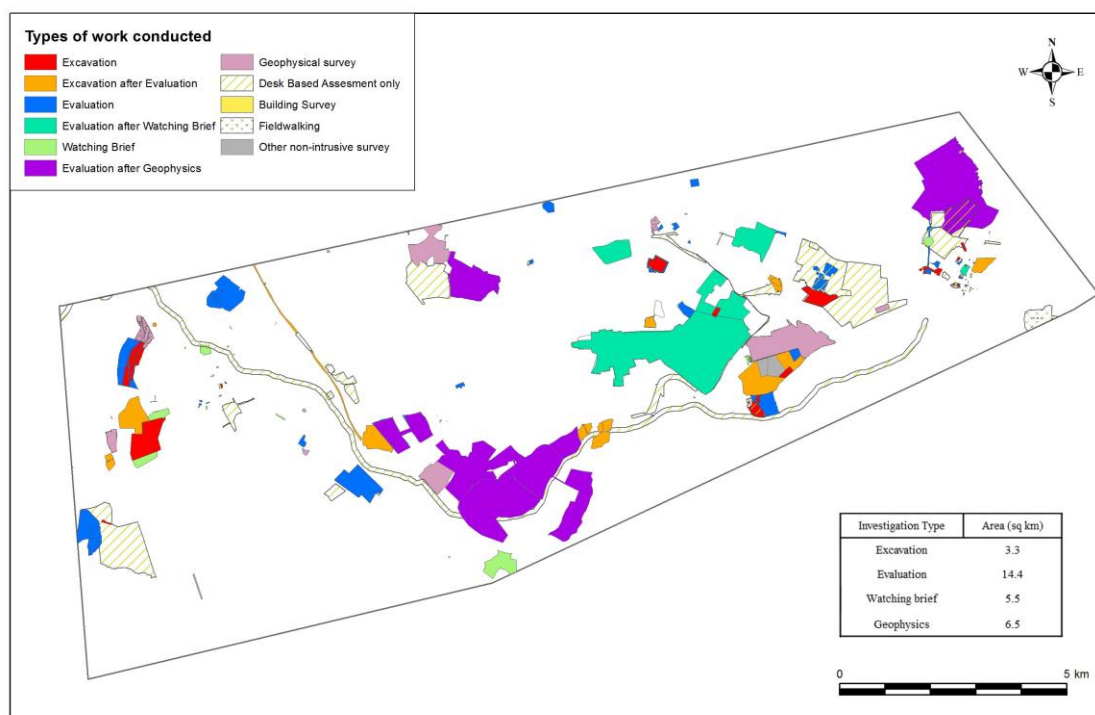 Types of work conducted
Excavation
Excavation after Evaluation
Evaluation
Evaluation after Watching Brief
Watching Brief
Evaluation after Geophysics
Geophysical survey
Desk Based Assesment only
Building Survey
Fieldwalking
Other non-intrusive survey
N
W E
S
Investigation Type Area (sq km)
Excavation 3.3
Evaluation 14.4
Watching brief 5.5
Geophysics 6.5
0 5
km